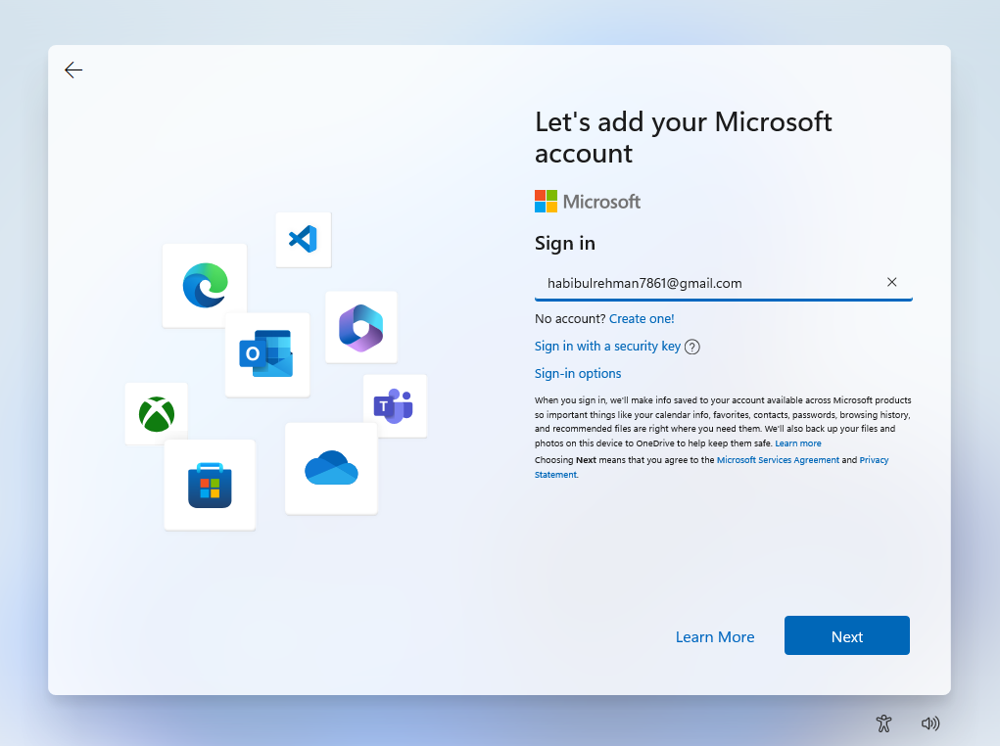 Let's add your Microsoft
account
Microsoft
Sign in
habibulrehman7861@gmail.com
No account? Create one!
Sign in with a security key ?
Sign-in options
When you sign in, we'll make info saved to your account available across Microsoft products
so important things like your calendar info, favorites, contacts, passwords, browsing history,
and recommended files are right where you need them. We'll also back up your files and
photos on this device to OneDrive to help keep them safe. Learn more
Choosing Next means that you agree to the Microsoft Services Agreement and Privacy
Statement.
O
T
Learn More
Next